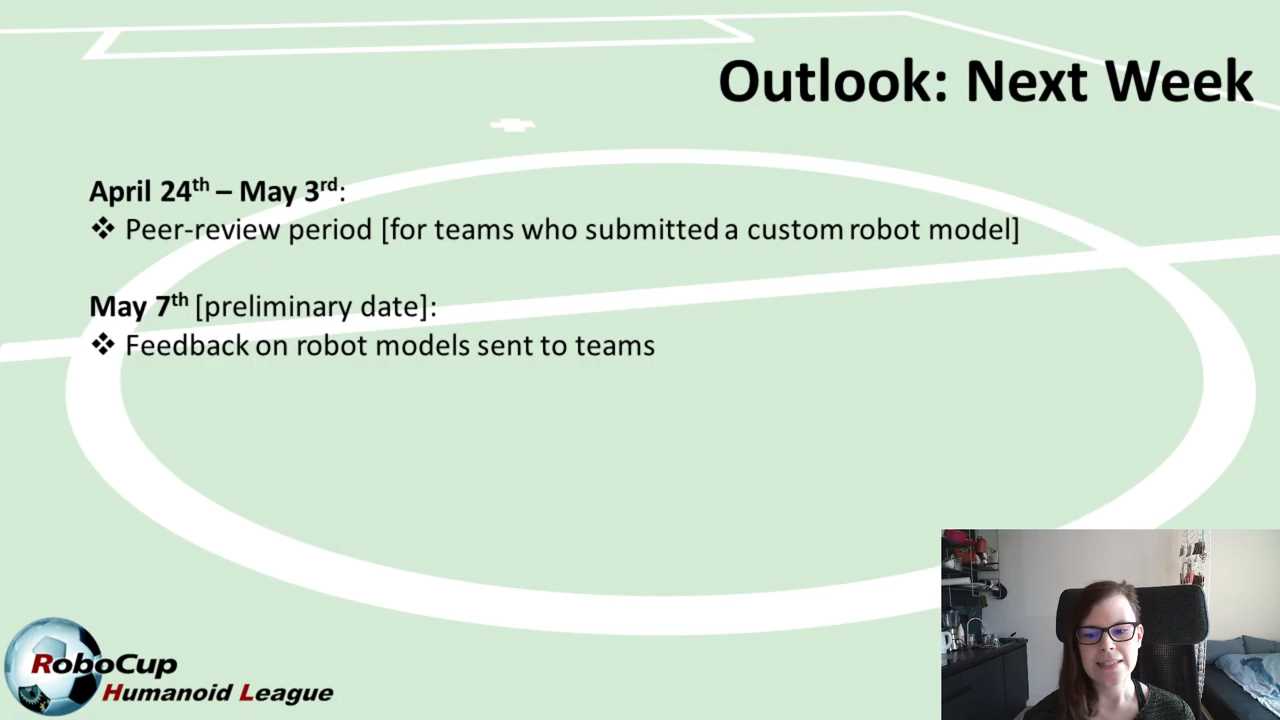 Outlook: Next Week
April 24th – May 3rd:
❖ Peer-review period [for teams who submitted a custom robot model]
May 7th [preliminary date]:
❖ Feedback on robot models sent to teams
RoboCup
Humanoid League